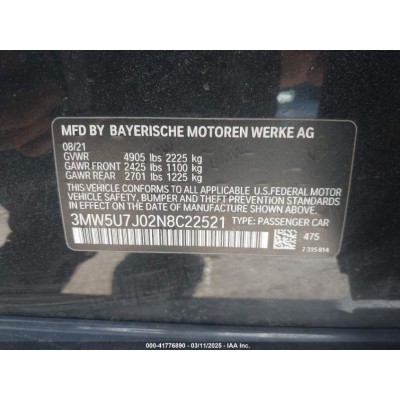 MFD BY BAYERISCHE MOTOREN WERKE AG
08/21
GVWR 4905 lbs 2225 kg
GAWR FRONT 2425 lbs 1100 kg
GAWR REAR 2701 lbs 1225 kg
THIS VEHICLE CONFORMS TO ALL APPLICABLE U.S.FEDERAL MOTOR
VEHICLE SAFETY, BUMPER, AND THEFT PREVENTION STANDARDS
IN EFFECT ON THE DATE OF MANUFACTURE SHOWN ABOVE.
3MW5U7J02N8C22521 TYPE: PASSENGER CAR
475
7 315 814
000-41776890 - 03/11/2025 - IAA Inc.